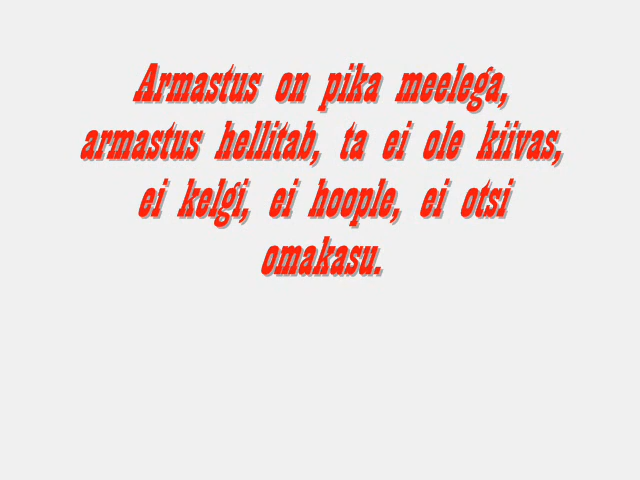 Armastus on pika meelega,
armastus hellitab, ta ei ole kiivas,
ei kelgi, ei hoople, ei otsi
omakasu.